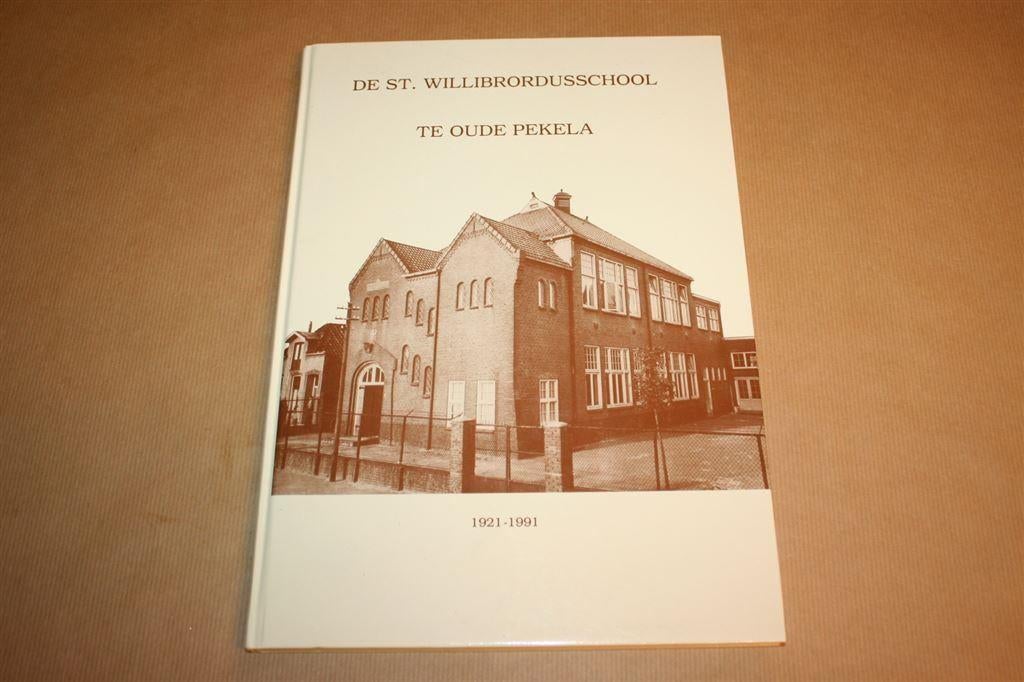 DE ST. WILLIBRORDUSSCHOOL
TE OUDE PEKELA
1921-1991